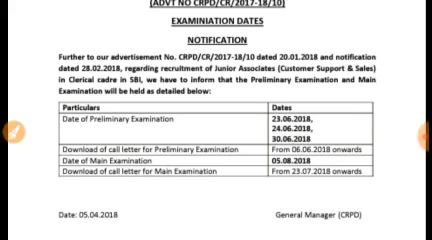 (ADVT NO CRPD/CR/2017-18/10)
EXAMINIATION DATES
NOTIFICATION
Further to our advertisement No. CRPD/CR/2017-18/10 dated 20.01.2018 and notification
dated 28.02.2018, regarding recruitment of Junior Associates (Customer Support & Sales)
in Clerical cadre in SBI, we have to inform that the Preliminary Examination and Main
Examination will be held as detailed below:
Particulars Dates
Date of Preliminary Examination 23.06.2018,
24.06.2018,
30.06.2018
Download of call letter for Preliminary Examination From 06.06.2018 onwards
Date of Main Examination 05.08.2018
Download of call letter for Main Examination From 23.07.2018 onwards
Date: 05.04.2018 General Manager (CRPD)